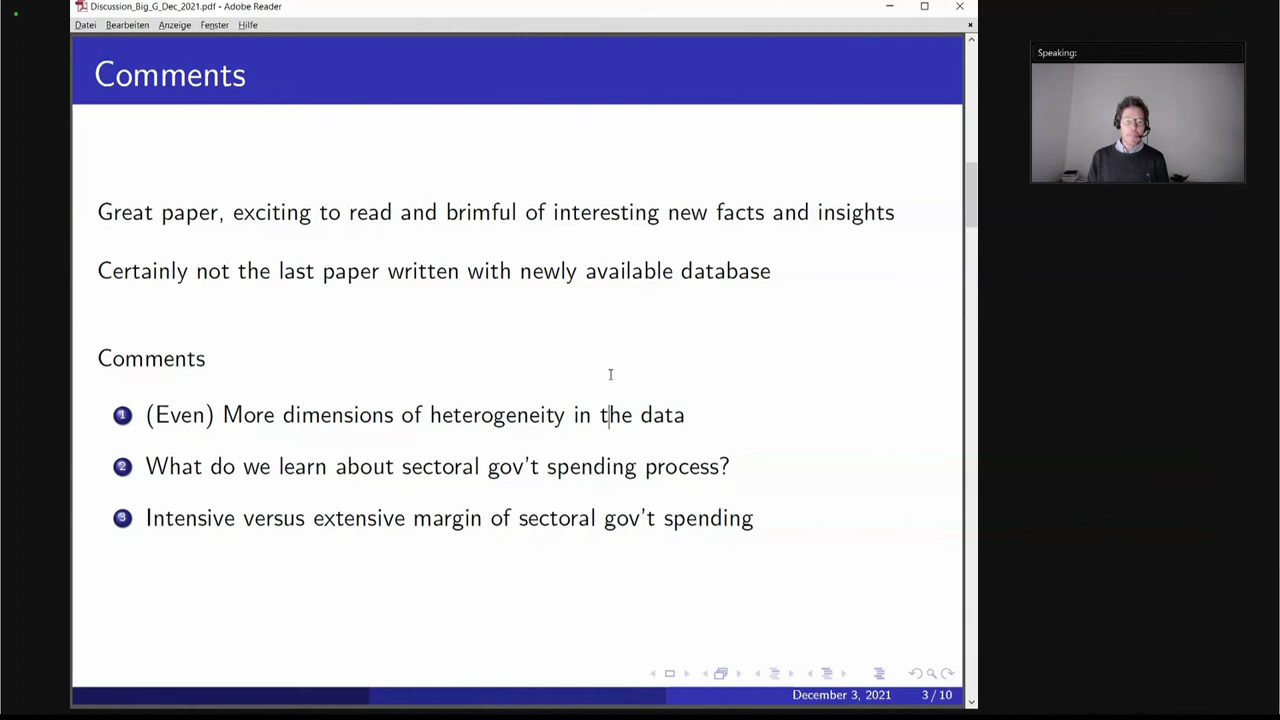 Discussion_Big_G_Dec_2021.pdf - Adobe Reader
Datei Bearbeiten Anzeige Fenster Hilfe
Comments
Speaking:
Great paper, exciting to read and brimful of interesting new facts and insights
Certainly not the last paper written with newly available database
Comments
1 (Even) More dimensions of heterogeneity in the data
2 What do we learn about sectoral gov't spending process?
3 Intensive versus extensive margin of sectoral gov't spending
December 3, 2021 3 / 10